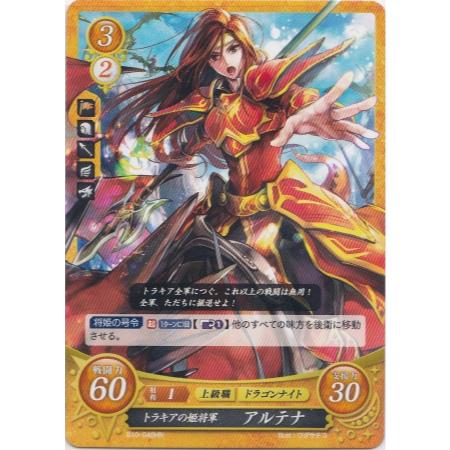 3
2
トラキア全軍につぐ。これ以上の戦闘は無用!
全軍、ただちに撤退せよ!
将姫の号令 起 1ターンに1回 【 1】他のすべての味方を後衛に移動
させる。
戦闘力
60
1
上級職
ドラゴンナイト
支援力
30
トラキアの姫将軍 アルテナ